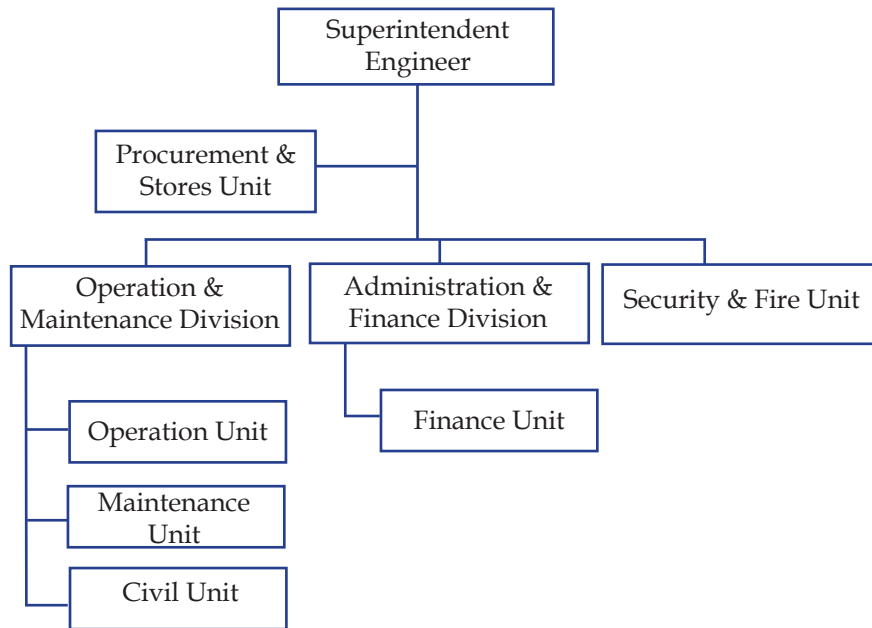 Superintendent
Engineer
Procurement &
Stores Unit
Operation &
Maintenance Division
Administration &
Finance Division
Security & Fire Unit
Operation Unit
Finance Unit
Maintenance
Unit
Civil Unit